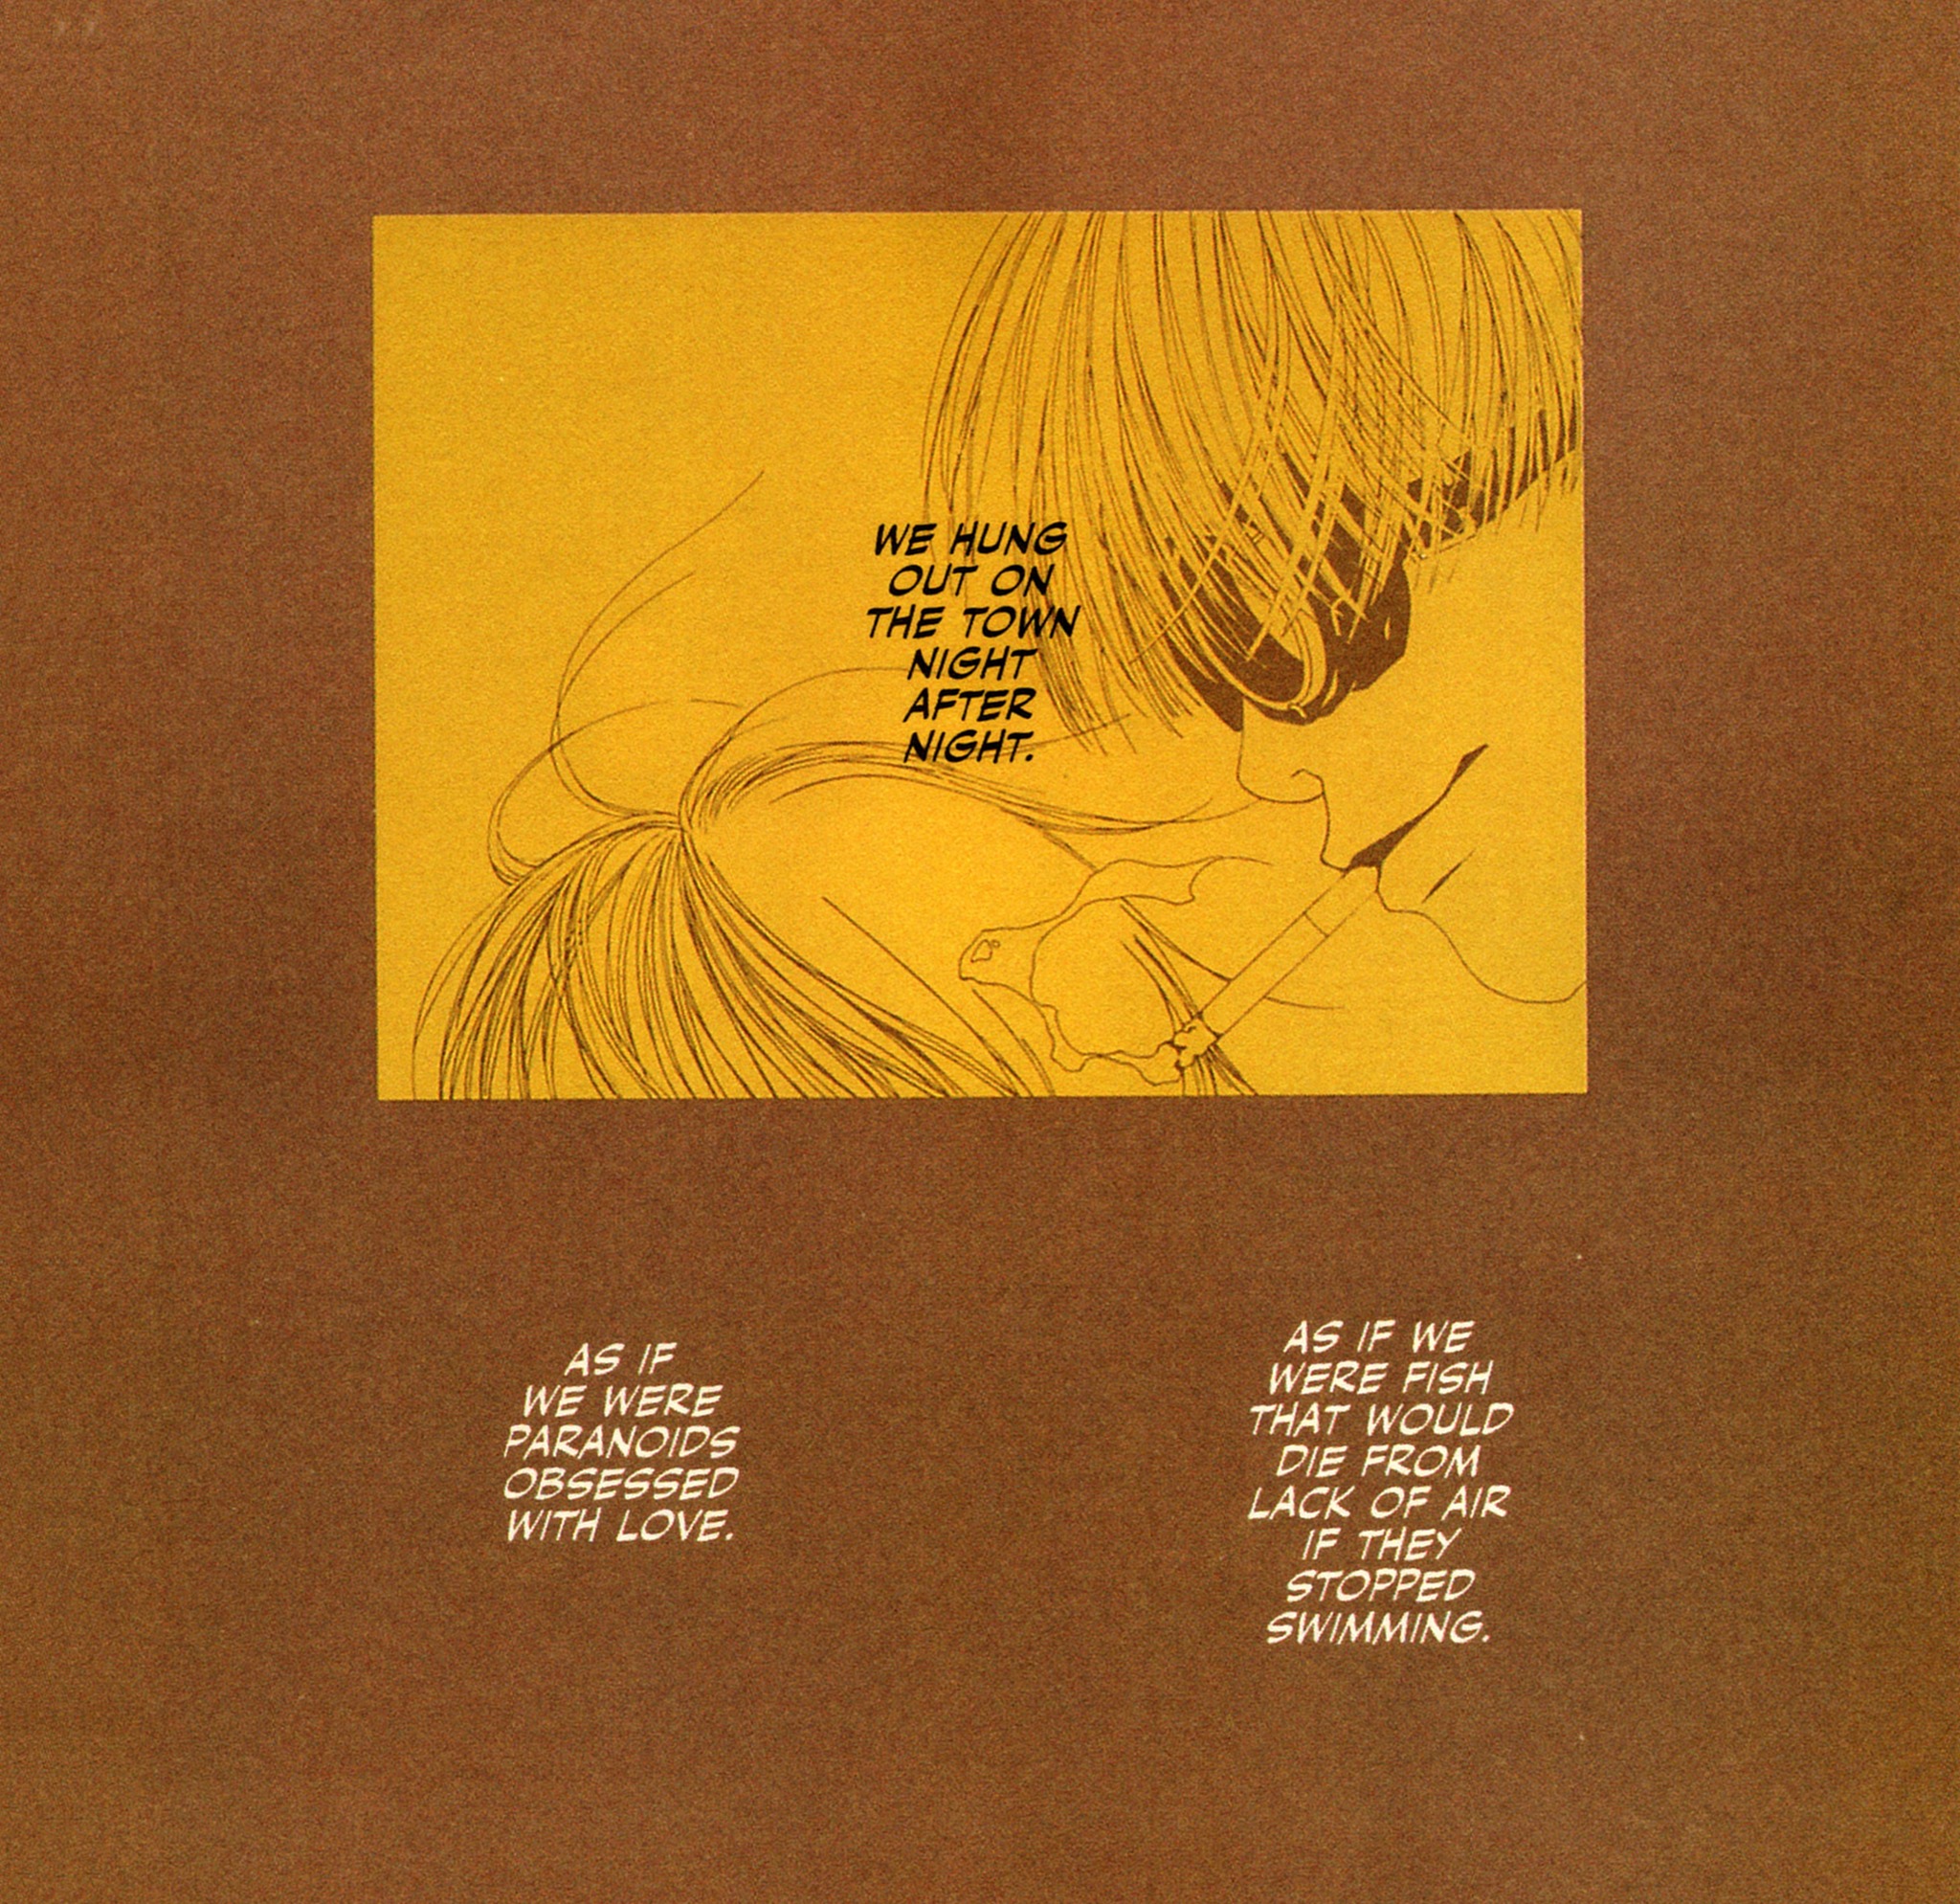 WE HUNG
OUT ON
THE TOWN
NIGHT
AFTER
NIGHT.
AS IF WE
WERE FISH
THAT WOULD
DIE FROM
LACK OF AIR
IF THEY
STOPPED
SWIMMING.
AS IF
WE WERE
PARANOIDS
OBSESSED
WITH LOVE.